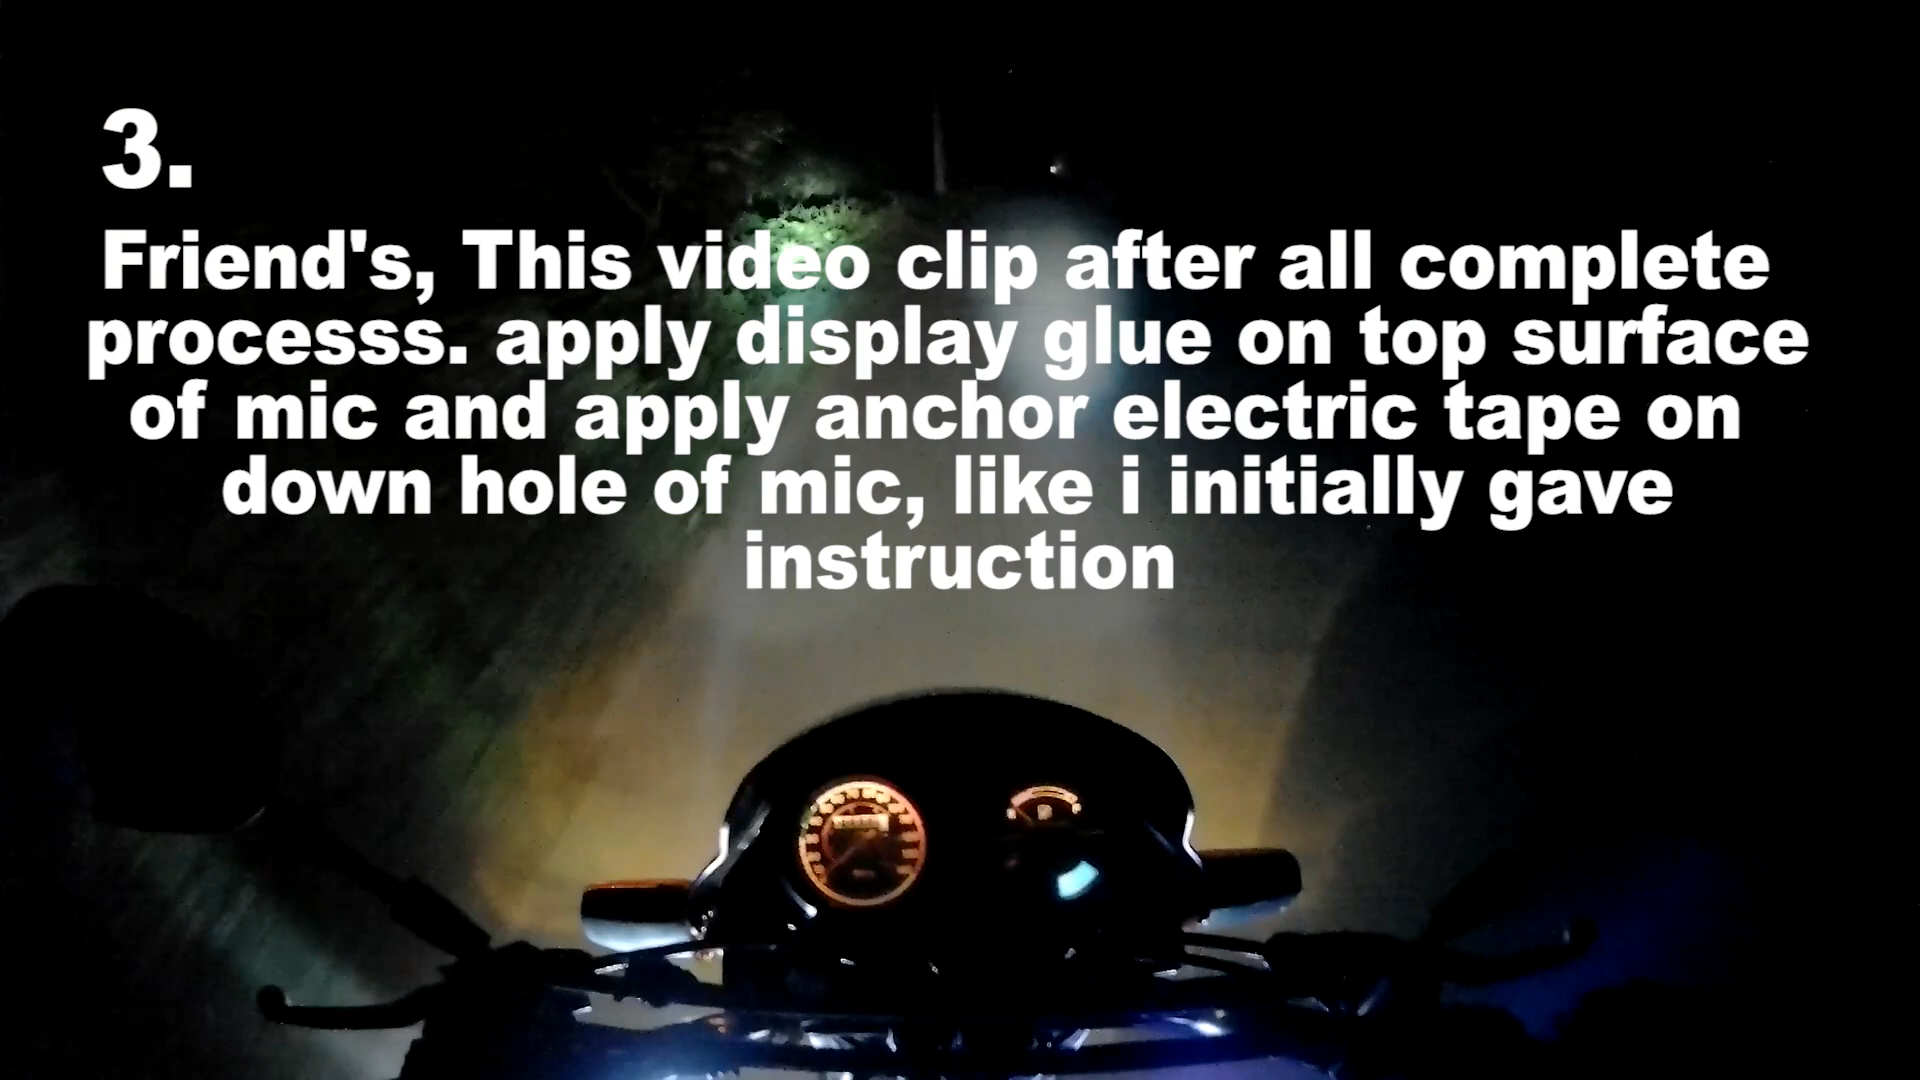 3.
Friend's, This video clip after all complete
processs. apply display glue on top surface
of mic and apply anchor electric tape on
down hole of mic, like i initially gave
instruction